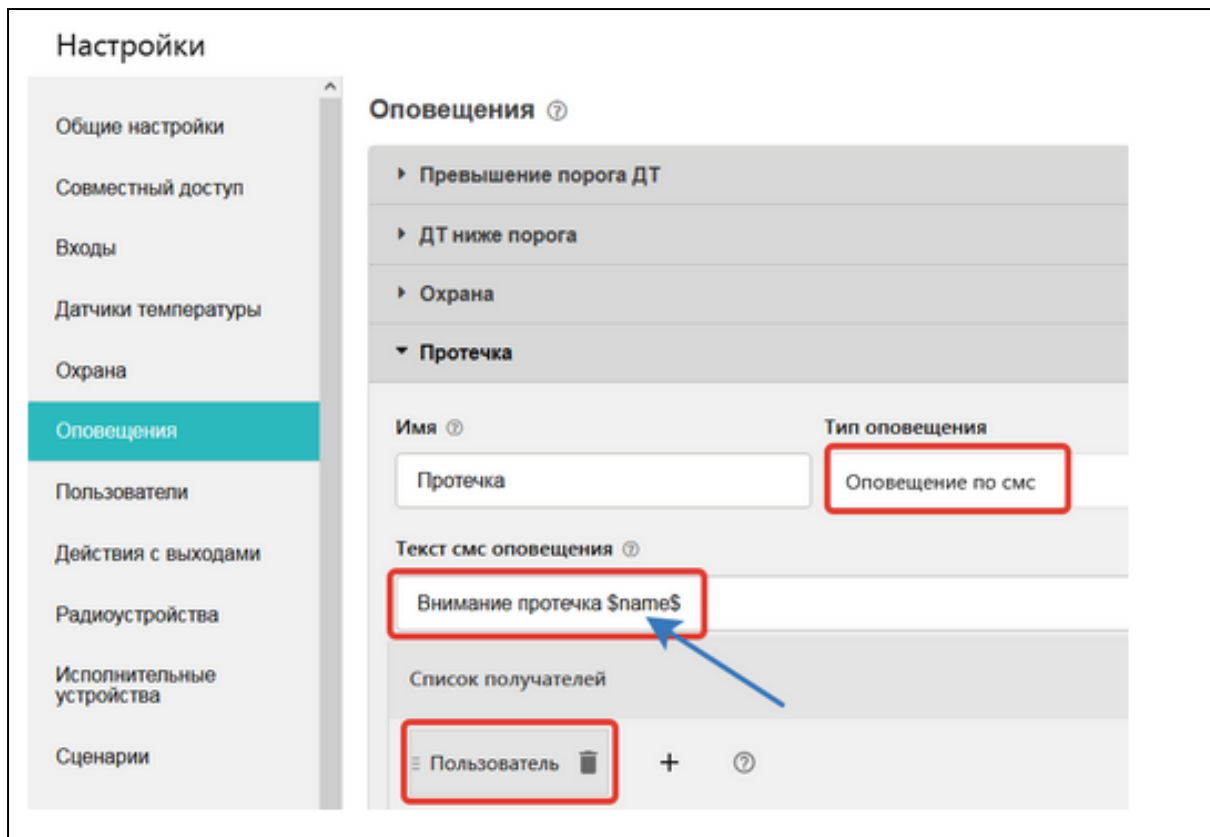 Настройки
Общие настройки
Совместный доступ
Входы
Датчики температуры
Охрана
Оповещения
Пользователи
Действия с выходами
Радиоустройства
Исполнительные
устройства
Сценарии
Оповещения
Превышение порога ДТ
ДТ ниже порога
Охрана
Протечка
Имя
Тип оповещения
Протечка
Оповещение по смс
Текст смс оповещения
Внимание протечка $name$
Список получателей
Пользователь